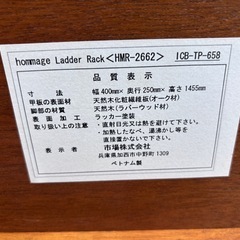 hommage Ladder Rack<HMR-2662> ICB-TP-658
品質表示
寸法 幅400mm×奥行250mm×高さ1455mm
甲板の表面材 天然木化粧繊維板(オーク材)
脚部の材質 天然木(ラバーウッド材)
表面加工 ラッカー塗装
取り扱い上の注意 ・直射日光又は熱を避けて下さい。
・加熱したなべ、湯沸かし等を
直接置かないで下さい。
表示者 市場株式会社
兵庫県加西市中野町1309
ベトナム製